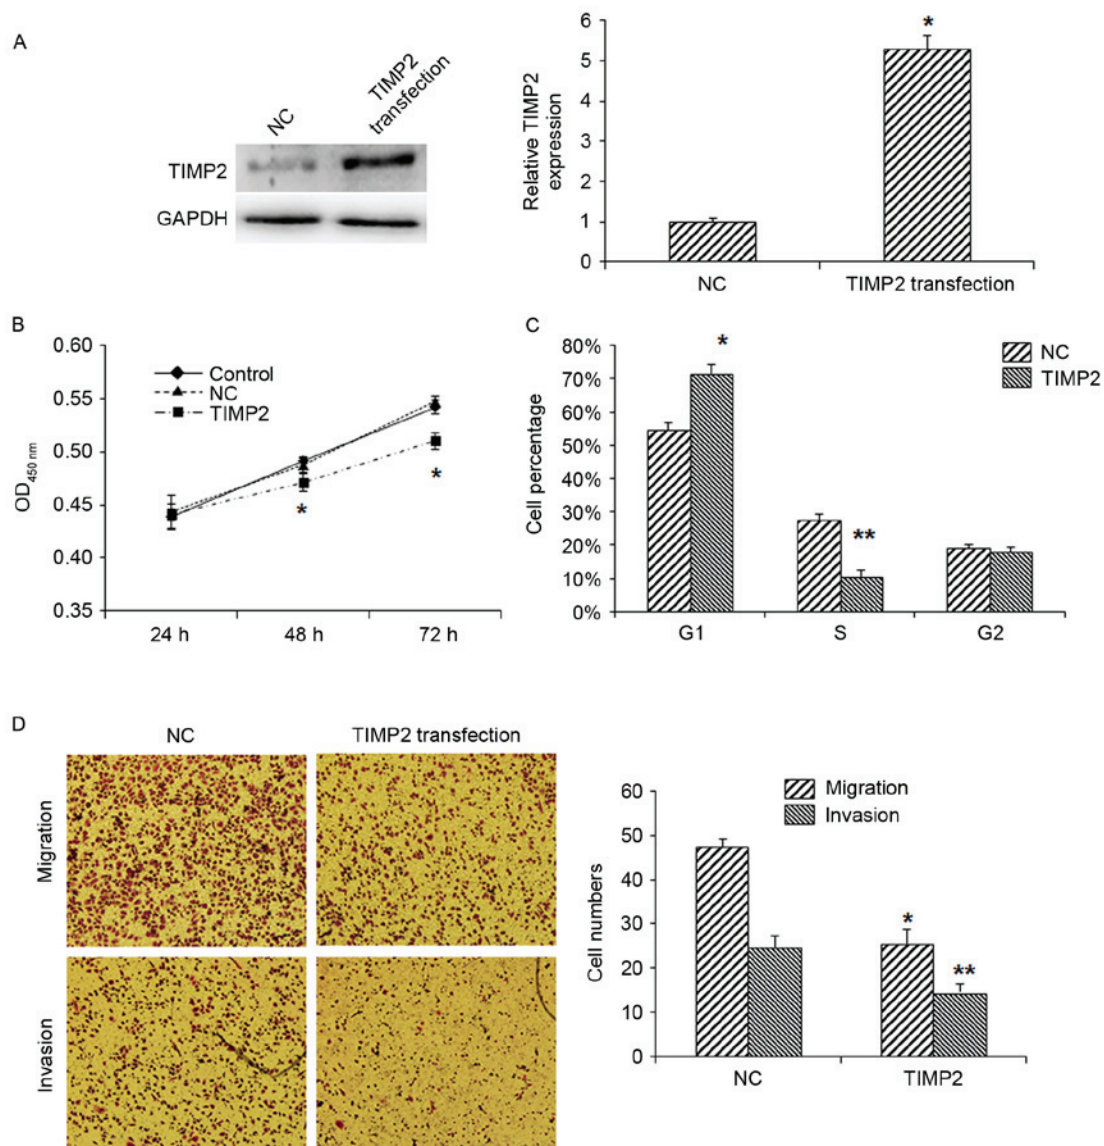 A
NC
TIMP2
transfection
TIMP2
GAPDH
Relative TIMP2
expression
6
5
4
3
2
1
0
*
NC
TIMP2 transfection
B
OD450 nm
0.60
0.55
0.50
0.45
0.40
0.35
Control
NC
TIMP2
*
*
24 h
48 h
72 h
C
Cell percentage
80%
70%
60%
50%
40%
30%
20%
10%
0%
*
**
NC
TIMP2
G1
S
G2
D
NC
TIMP2 transfection
Migration
Invasion
Cell numbers
60
50
40
30
20
10
0
Migration
Invasion
*
**
NC
TIMP2